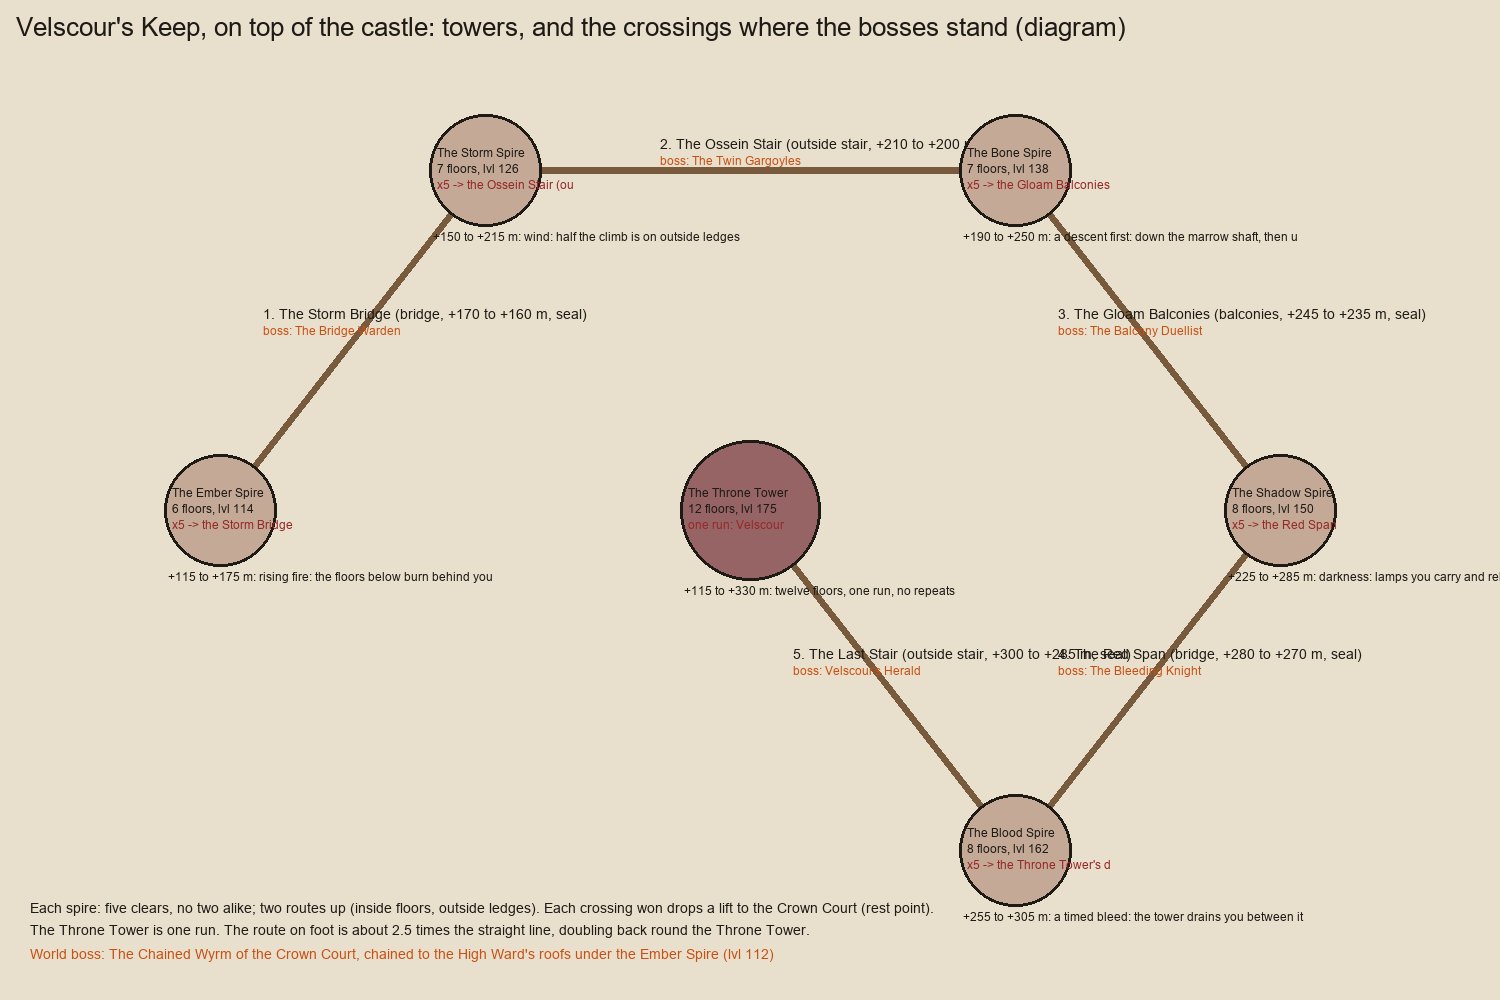 Velscour's Keep, on top of the castle: towers, and the crossings where the bosses stand (diagram)
2. The Ossein Stair (outside stair, +210 to +200
boss: The Twin Gargoyles
The Storm Spire
7 floors, lvl 126
x5 -> the Ossein Stair (ou
+150 to +215 m: wind: half the climb is on outside ledges
The Bone Spire
7 floors, lvl 138
x5 -> the Gloam Balconies
+190 to +250 m: a descent first: down the marrow shaft, then u
1. The Storm Bridge (bridge, +170 to +160 m, seal)
boss: The Bridge Warden
3. The Gloam Balconies (balconies, +245 to +235 m, seal)
boss: The Balcony Duellist
The Ember Spire
6 floors, lvl 114
x5 -> the Storm Bridge
+115 to +175 m: rising fire: the floors below burn behind you
The Throne Tower
12 floors, lvl 175
one run: Velscour
+115 to +330 m: twelve floors, one run, no repeats
The Shadow Spire
8 floors, lvl 150
x5 -> the Red Span
+225 to +285 m: darkness: lamps you carry and rel
5. The Last Stair (outside stair, +300 to +285 m, seal)
boss: Velscour's Herald
4. The Red Span (bridge, +280 to +270 m, seal)
boss: The Bleeding Knight
The Blood Spire
8 floors, lvl 162
x5 -> the Throne Tower's d
+255 to +305 m: a timed bleed: the tower drains you between it
Each spire: five clears, no two alike; two routes up (inside floors, outside ledges). Each crossing won drops a lift to the Crown Court (rest point).
The Throne Tower is one run. The route on foot is about 2.5 times the straight line, doubling back round the Throne Tower.
World boss: The Chained Wyrm of the Crown Court, chained to the High Ward's roofs under the Ember Spire (lvl 112)